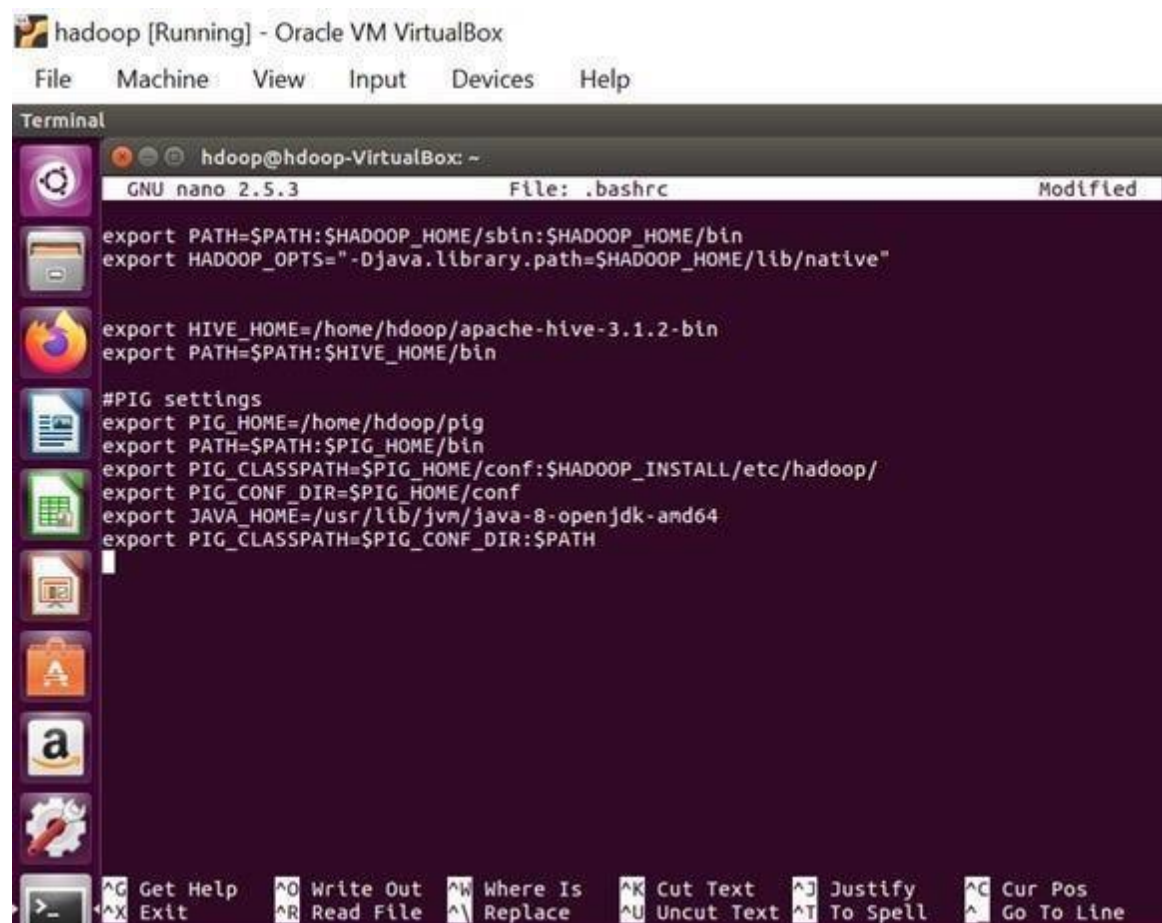 hadoop [Running] - Oracle VM VirtualBox
File Machine View Input Devices Help
Terminal
hdoop@hdoop-VirtualBox: ~
GNU nano 2.5.3 File: .bashrc Modified
export PATH=$PATH:$HADOOP_HOME/sbin:$HADOOP_HOME/bin
export HADOOP_OPTS="-Djava.library.path=$HADOOP_HOME/lib/native"
export HIVE_HOME=/home/hdoop/apache-hive-3.1.2-bin
export PATH=$PATH:$HIVE_HOME/bin
#PIG settings
export PIG_HOME=/home/hdoop/pig
export PATH=$PATH:$PIG_HOME/bin
export PIG_CLASSPATH=$PIG_HOME/conf:$HADOOP_INSTALL/etc/hadoop/
export PIG_CONF_DIR=$PIG_HOME/conf
export JAVA_HOME=/usr/lib/jvm/java-8-openjdk-amd64
export PIG_CLASSPATH=$PIG_CONF_DIR:$PATH
^G Get Help ^O Write Out ^W Where Is ^K Cut Text ^J Justify ^C Cur Pos
^X Exit ^R Read File ^\ Replace ^U Uncut Text ^T To Spell ^_ Go To Line